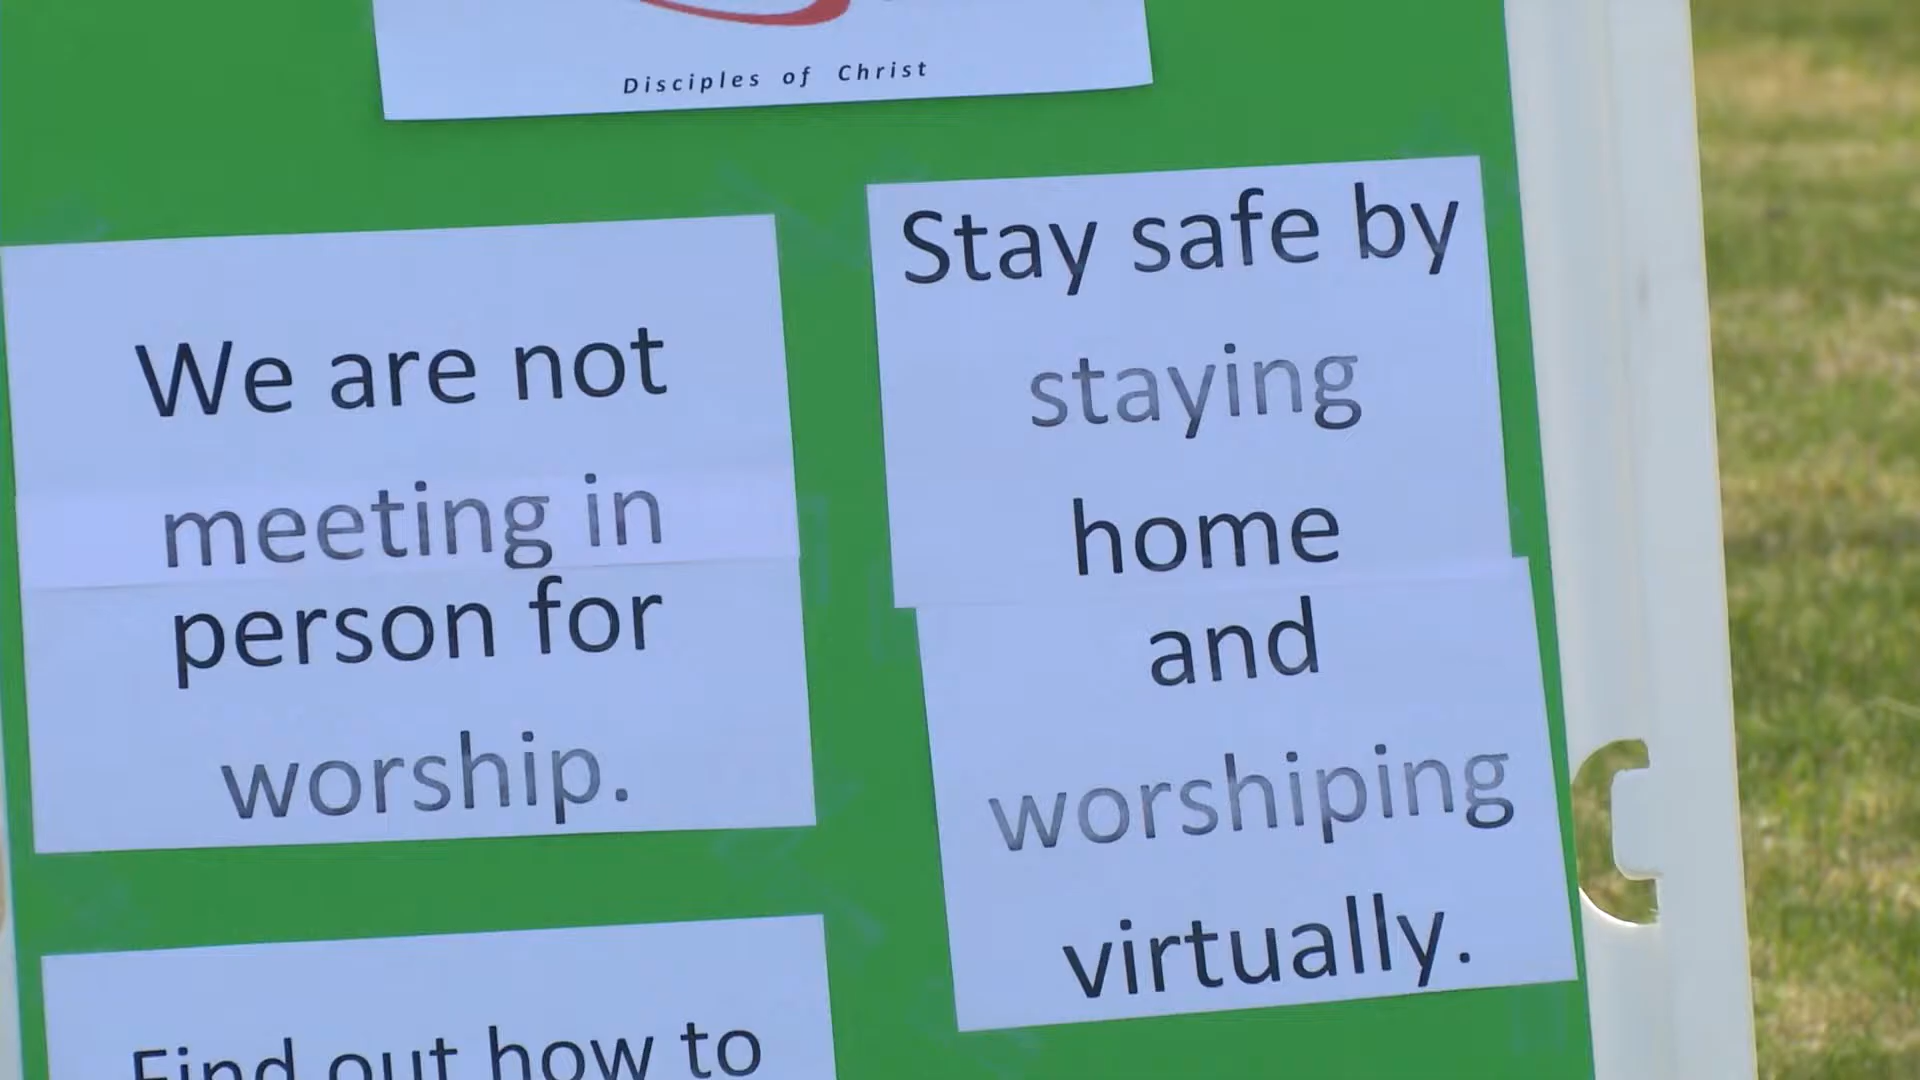 Disciples of Christ
We are not
meeting in
person for
worship.
Stay safe by
staying
home
and
worshiping
virtually.
Find out how to